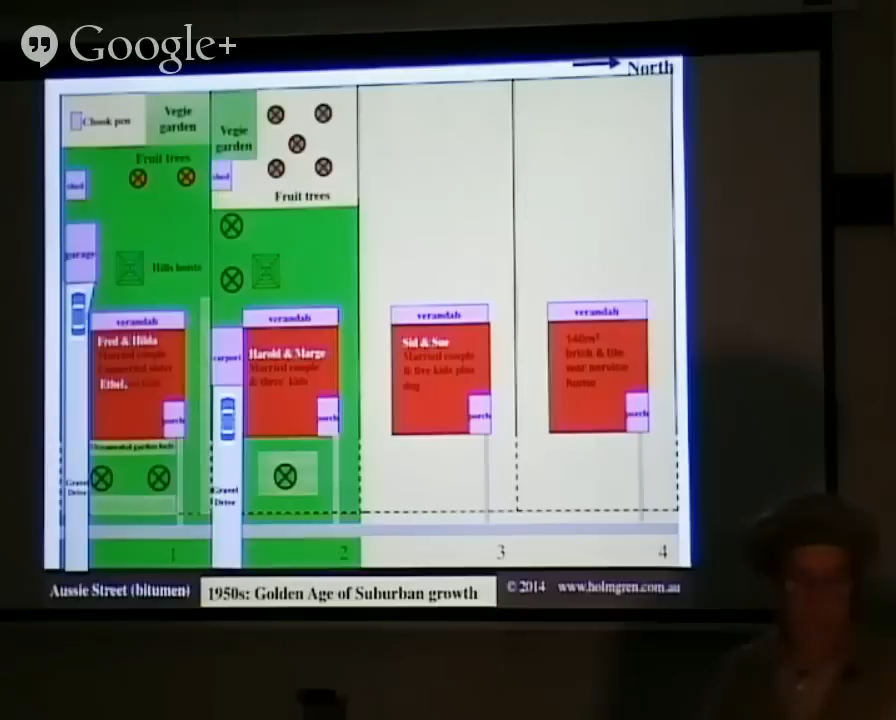 Google+
North
Chook pen
Vegie
garden
Vegie
garden
Fruit trees
shed
shed
Fruit trees
garage
Hills hoists
verandah
verandah
verandah
verandah
Fred & Hilda
Married couple
sister
Ethel,
porch
carport
Harold & Marge
Married couple
& three kids
porch
Sid & Sue
Married couple
& five kids plus
dog
porch
brick & tile
war service
home
porch
Ornamental garden beds
Gravel
Drive
Gravel
Drive
1
2
3
4
Aussie Street (bitumen)
1950s: Golden Age of Suburban growth
© 2014 www.holmgren.com.au